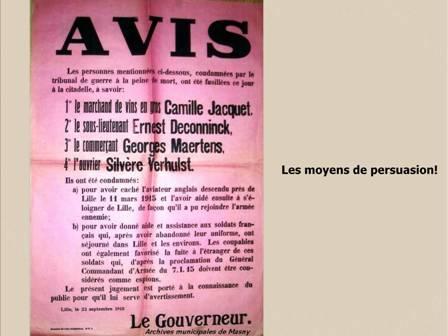 AVIS
Les personnes mentionnées ci-dessous, condamnées par le
tribunal de guerre à la peine de mort, ont été fusillées ce jour
à la citadelle, à savoir:
1° le marchand de vins en gros Camille Jacquet,
2° le sous-lieutenant Ernest Deconninck,
3° le commerçant Georges Maertens,
4° l'ouvrier Silvère Verhulst.
Ils ont été condamnés:
a) pour avoir caché l'aviateur anglais descendu près de
Lille le 11 mars 1915 et l'avoir aidé ensuite à s'é-
loigner de Lille, de façon qu'il a pu rejoindre l'armée
ennemie;
b) pour avoir donné aide et assistance aux soldats fran-
çais qui, après avoir abandonné leur uniforme, ont
séjourné dans Lille et les environs. Les coupables
ont également favorisé la fuite à l'étranger de ces
soldats qui, d'après la proclamation du Général
Commandant d'Armée du 7.1.15 doivent être con-
sidérés comme espions.
Le présent jugement est porté à la connaissance du
public pour qu'il lui serve d'avertissement.
Lille, le 22 septembre 1915
Le Gouverneur.
Archives municipales de Masny
Les moyens de persuasion!